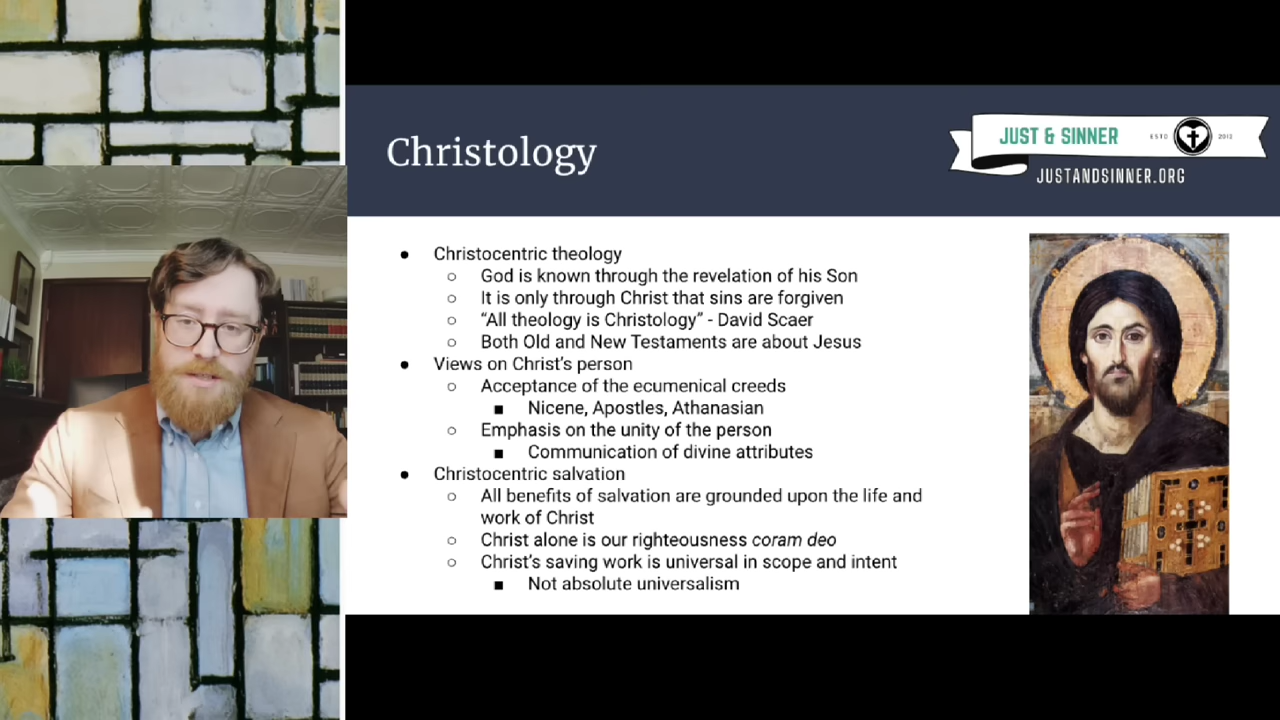 Christology
JUST & SINNER
ESTD
2012
JUSTANDSINNER.ORG
● Christocentric theology
○ God is known through the revelation of his Son
○ It is only through Christ that sins are forgiven
○ “All theology is Christology” - David Scaer
○ Both Old and New Testaments are about Jesus
● Views on Christ’s person
○ Acceptance of the ecumenical creeds
■ Nicene, Apostles, Athanasian
○ Emphasis on the unity of the person
■ Communication of divine attributes
● Christocentric salvation
○ All benefits of salvation are grounded upon the life and
work of Christ
○ Christ alone is our righteousness coram deo
○ Christ’s saving work is universal in scope and intent
■ Not absolute universalism